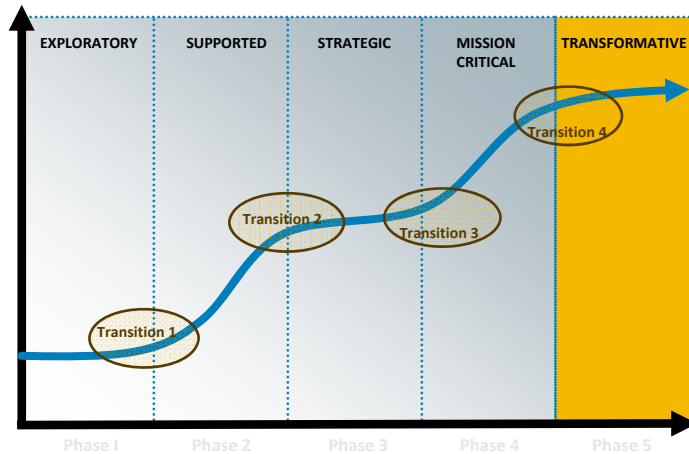 EXPLORATORY
SUPPORTED
STRATEGIC
MISSION
CRITICAL
TRANSFORMATIVE
Transition 4
Transition 2
Transition 3
Transition 1
Phase I
Phase 2
Phase 3
Phase 4
Phase 5